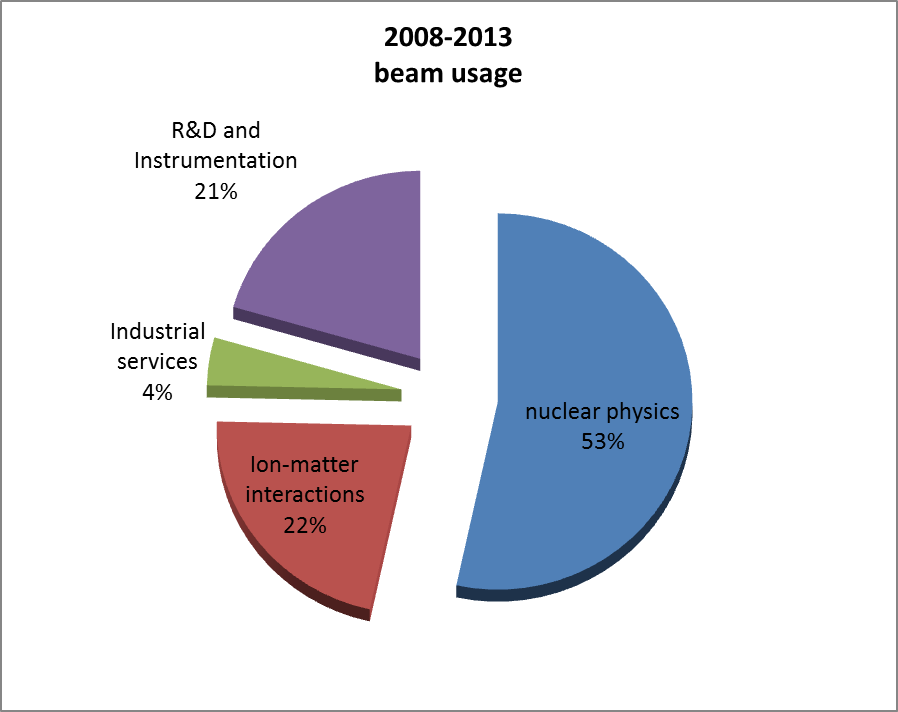 2008-2013
beam usage
R&D and
Instrumentation
21%
Industrial
services
4%
nuclear physics
53%
Ion-matter
interactions
22%